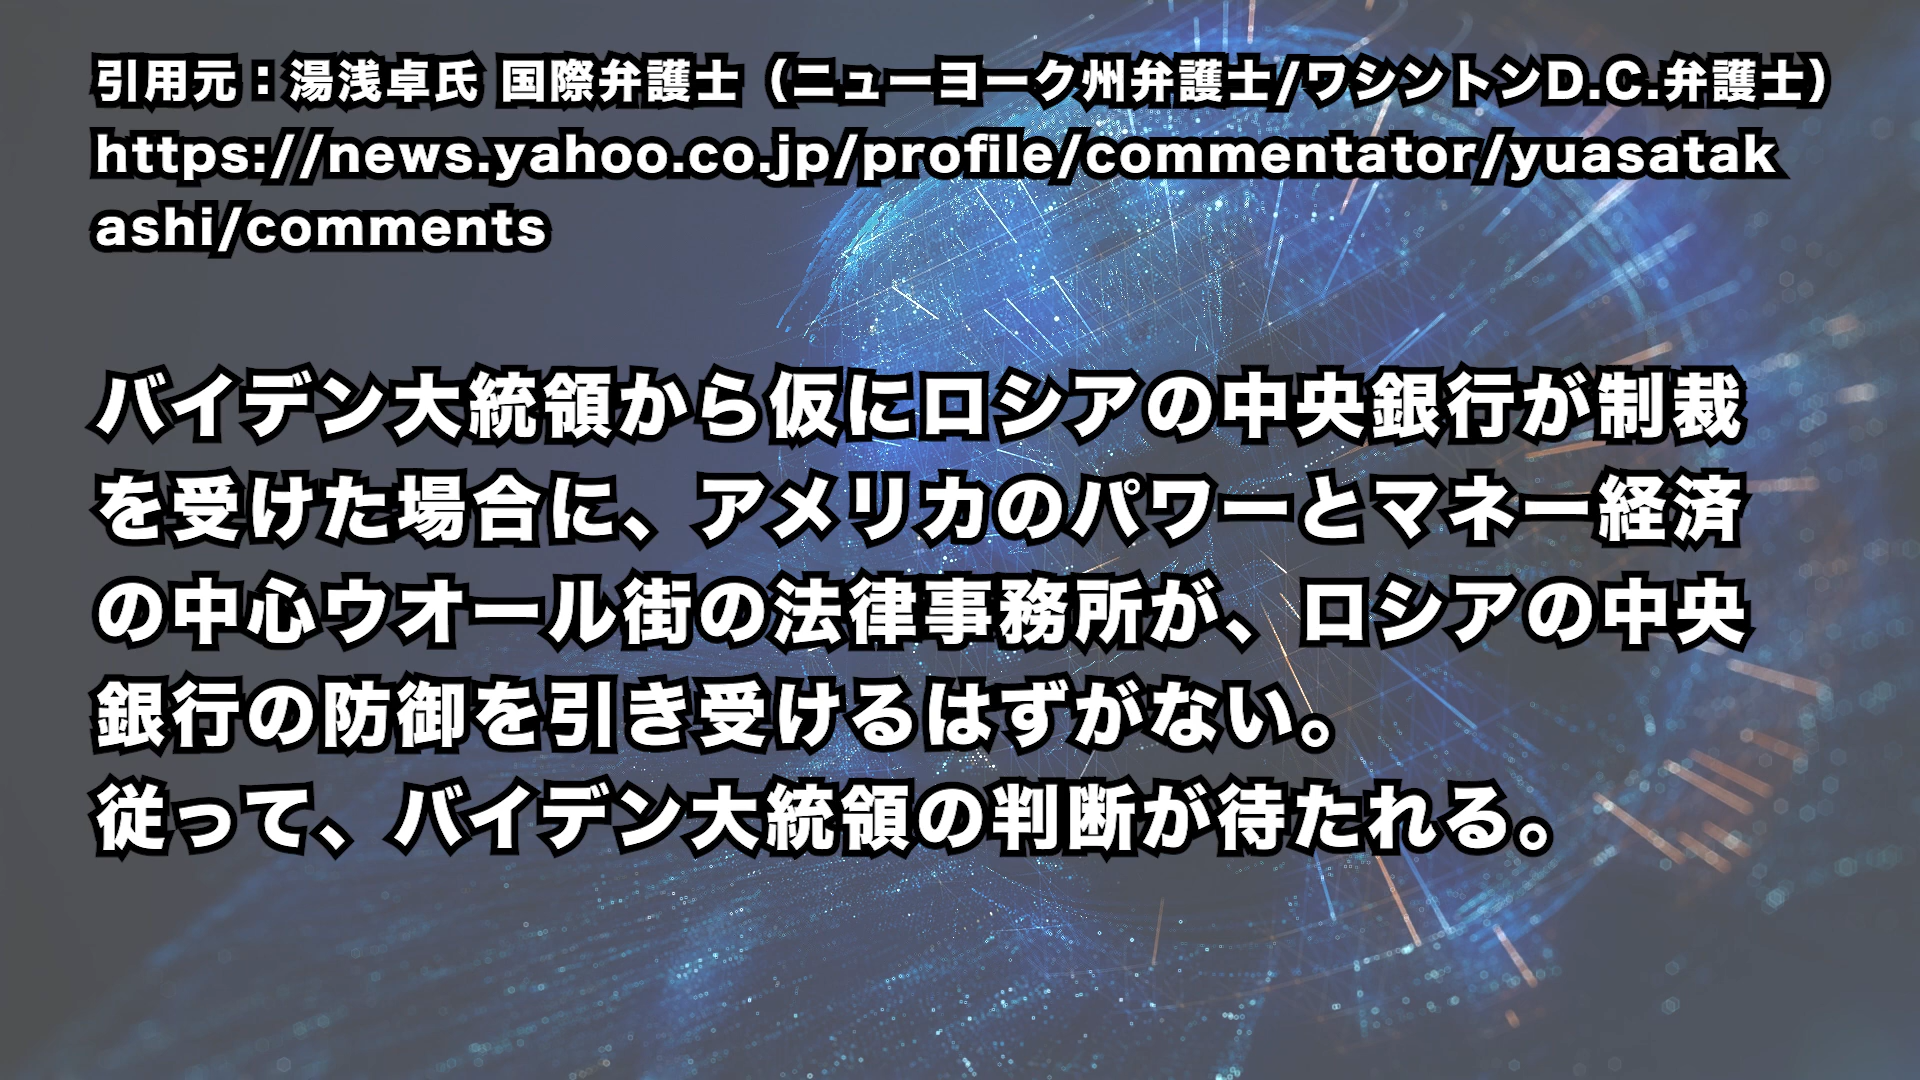 引用元：湯浅卓氏 国際弁護士（ニューヨーク州弁護士/ワシントンD.C.弁護士）
https://news.yahoo.co.jp/profile/commentator/yuasatak
ashi/comments
バイデン大統領から仮にロシアの中央銀行が制裁
を受けた場合に、アメリカのパワーとマネー経済
の中心ウオール街の法律事務所が、ロシアの中央
銀行の防御を引き受けるはずがない。
従って、バイデン大統領の判断が待たれる。